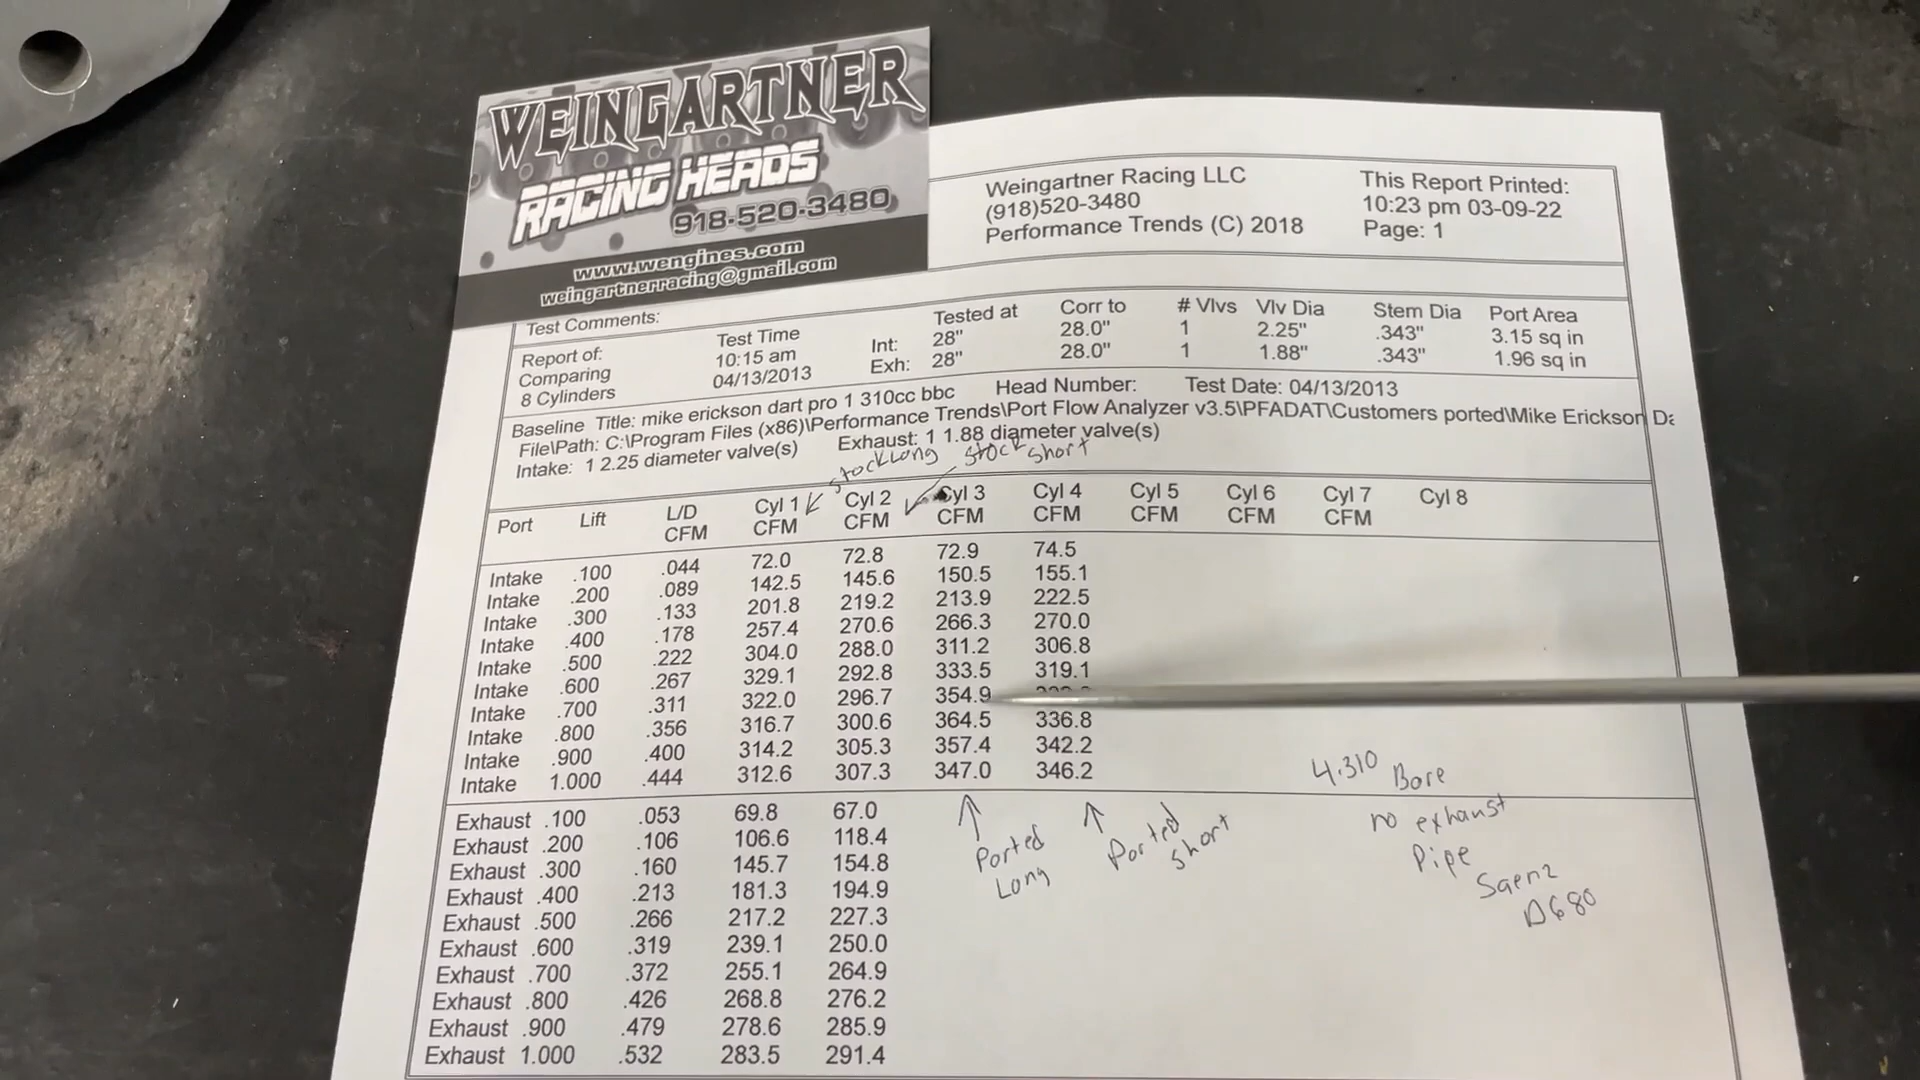 WEINGARTNER
RACING HEADS
918-520-3480
www.wengines.com
weingartnerracing@gmail.com
Weingartner Racing LLC
(918)520-3480
Performance Trends (C) 2018
This Report Printed:
10:23 pm 03-09-22
Page: 1
Test Comments:
Report of:
Comparing
8 Cylinders
Test Time
10:15 am
04/13/2013
Tested at Corr to # Vlvs Vlv Dia Stem Dia Port Area
Int: 28" 28.0" 1 2.25" .343" 3.15 sq in
Exh: 28" 28.0" 1 1.88" .343" 1.96 sq in
Baseline Title: mike erickson dart pro 1 310cc bbc Head Number: Test Date: 04/13/2013
File\Path: C:\Program Files (x86)\Performance Trends\Port Flow Analyzer v3.5\PFADAT\Customers ported\Mike Erickson Da
Intake: 1 2.25 diameter valve(s) Exhaust: 1 1.88 diameter valve(s)
stock Long
stock short
Port Lift L/D Cyl 1 Cyl 2 Cyl 3 Cyl 4 Cyl 5 Cyl 6 Cyl 7 Cyl 8
CFM CFM CFM CFM CFM CFM CFM CFM
Intake .100 .044 72.0 72.8 72.9 74.5
Intake .200 .089 142.5 145.6 150.5 155.1
Intake .300 .133 201.8 219.2 213.9 222.5
Intake .400 .178 257.4 270.6 266.3 270.0
Intake .500 .222 304.0 288.0 311.2 306.8
Intake .600 .267 329.1 292.8 333.5 319.1
Intake .700 .311 322.0 296.7 354.9
Intake .800 .356 316.7 300.6 364.5 336.8
Intake .900 .400 314.2 305.3 357.4 342.2
Intake 1.000 .444 312.6 307.3 347.0 346.2
Exhaust .100 .053 69.8 67.0
Exhaust .200 .106 106.6 118.4
Exhaust .300 .160 145.7 154.8
Exhaust .400 .213 181.3 194.9
Exhaust .500 .266 217.2 227.3
Exhaust .600 .319 239.1 250.0
Exhaust .700 .372 255.1 264.9
Exhaust .800 .426 268.8 276.2
Exhaust .900 .479 278.6 285.9
Exhaust 1.000 .532 283.5 291.4
Ported
Long
Ported
short
4.310 Bore
no exhaust
Pipe
Saenz
D680